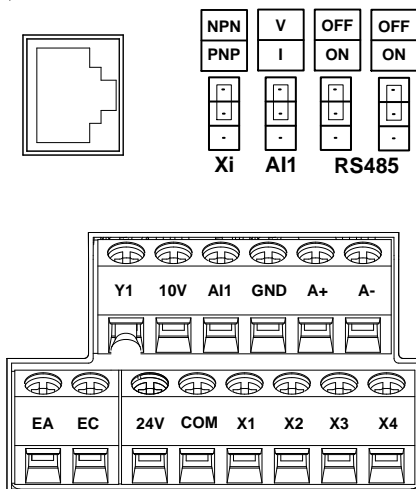 NPN V OFF OFF
PNP I ON ON
Xi AI1 RS485
Y1 10V AI1 GND A+ A-
EA EC 24V COM X1 X2 X3 X4